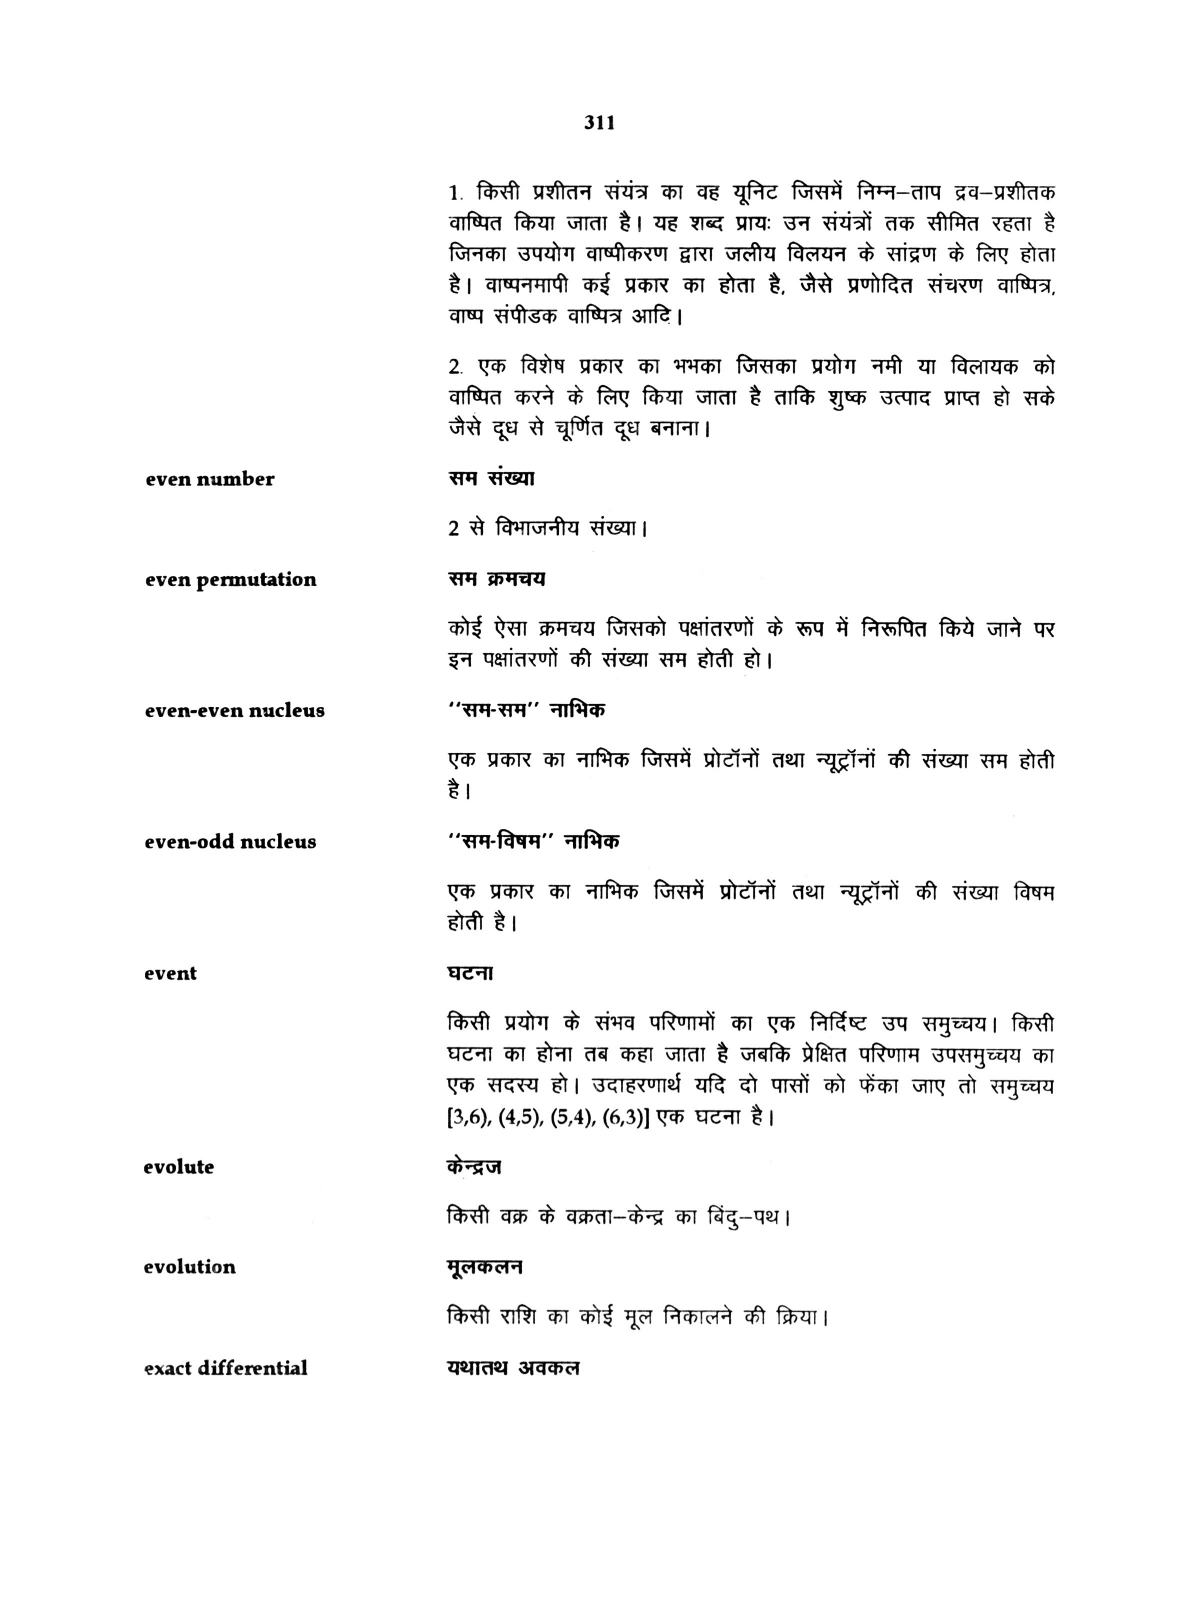 311
1. किसी प्रशीतन संयंत्र का वह यूनिट जिसमें निम्न–ताप द्रव–प्रशीतक
वाष्पित किया जाता है। यह शब्द प्रायः उन संयंत्रों तक सीमित रहता है
जिनका उपयोग वाष्पीकरण द्वारा जलीय विलयन के सांद्रण के लिए होता
है। वाष्पनमापी कई प्रकार का होता है, जैसे प्रणोदित संचरण वाष्पित्र,
वाष्प संपीडक वाष्पित्र आदि।
2. एक विशेष प्रकार का भभका जिसका प्रयोग नमी या विलायक को
वाष्पित करने के लिए किया जाता है ताकि शुष्क उत्पाद प्राप्त हो सके
जैसे दूध से चूर्णित दूध बनाना।
even number सम संख्या
2 से विभाजनीय संख्या।
even permutation सम क्रमचय
कोई ऐसा क्रमचय जिसको पक्षांतरणों के रूप में निरूपित किये जाने पर
इन पक्षांतरणों की संख्या सम होती हो।
even-even nucleus ‘‘सम-सम’’ नाभिक
एक प्रकार का नाभिक जिसमें प्रोटॉनों तथा न्यूट्रॉनों की संख्या सम होती
है।
even-odd nucleus ‘‘सम-विषम’’ नाभिक
एक प्रकार का नाभिक जिसमें प्रोटॉनों तथा न्यूट्रॉनों की संख्या विषम
होती है।
event घटना
किसी प्रयोग के संभव परिणामों का एक निर्दिष्ट उप समुच्चय। किसी
घटना का होना तब कहा जाता है जबकि प्रेक्षित परिणाम उपसमुच्चय का
एक सदस्य हो। उदाहरणार्थ यदि दो पासों को फेंका जाए तो समुच्चय
[3,6), (4,5), (5,4), (6,3)] एक घटना है।
evolute केन्द्रज
किसी वक्र के वक्रता–केन्द्र का बिंदु–पथ।
evolution मूलकलन
किसी राशि का कोई मूल निकालने की क्रिया।
exact differential यथातथ अवकल